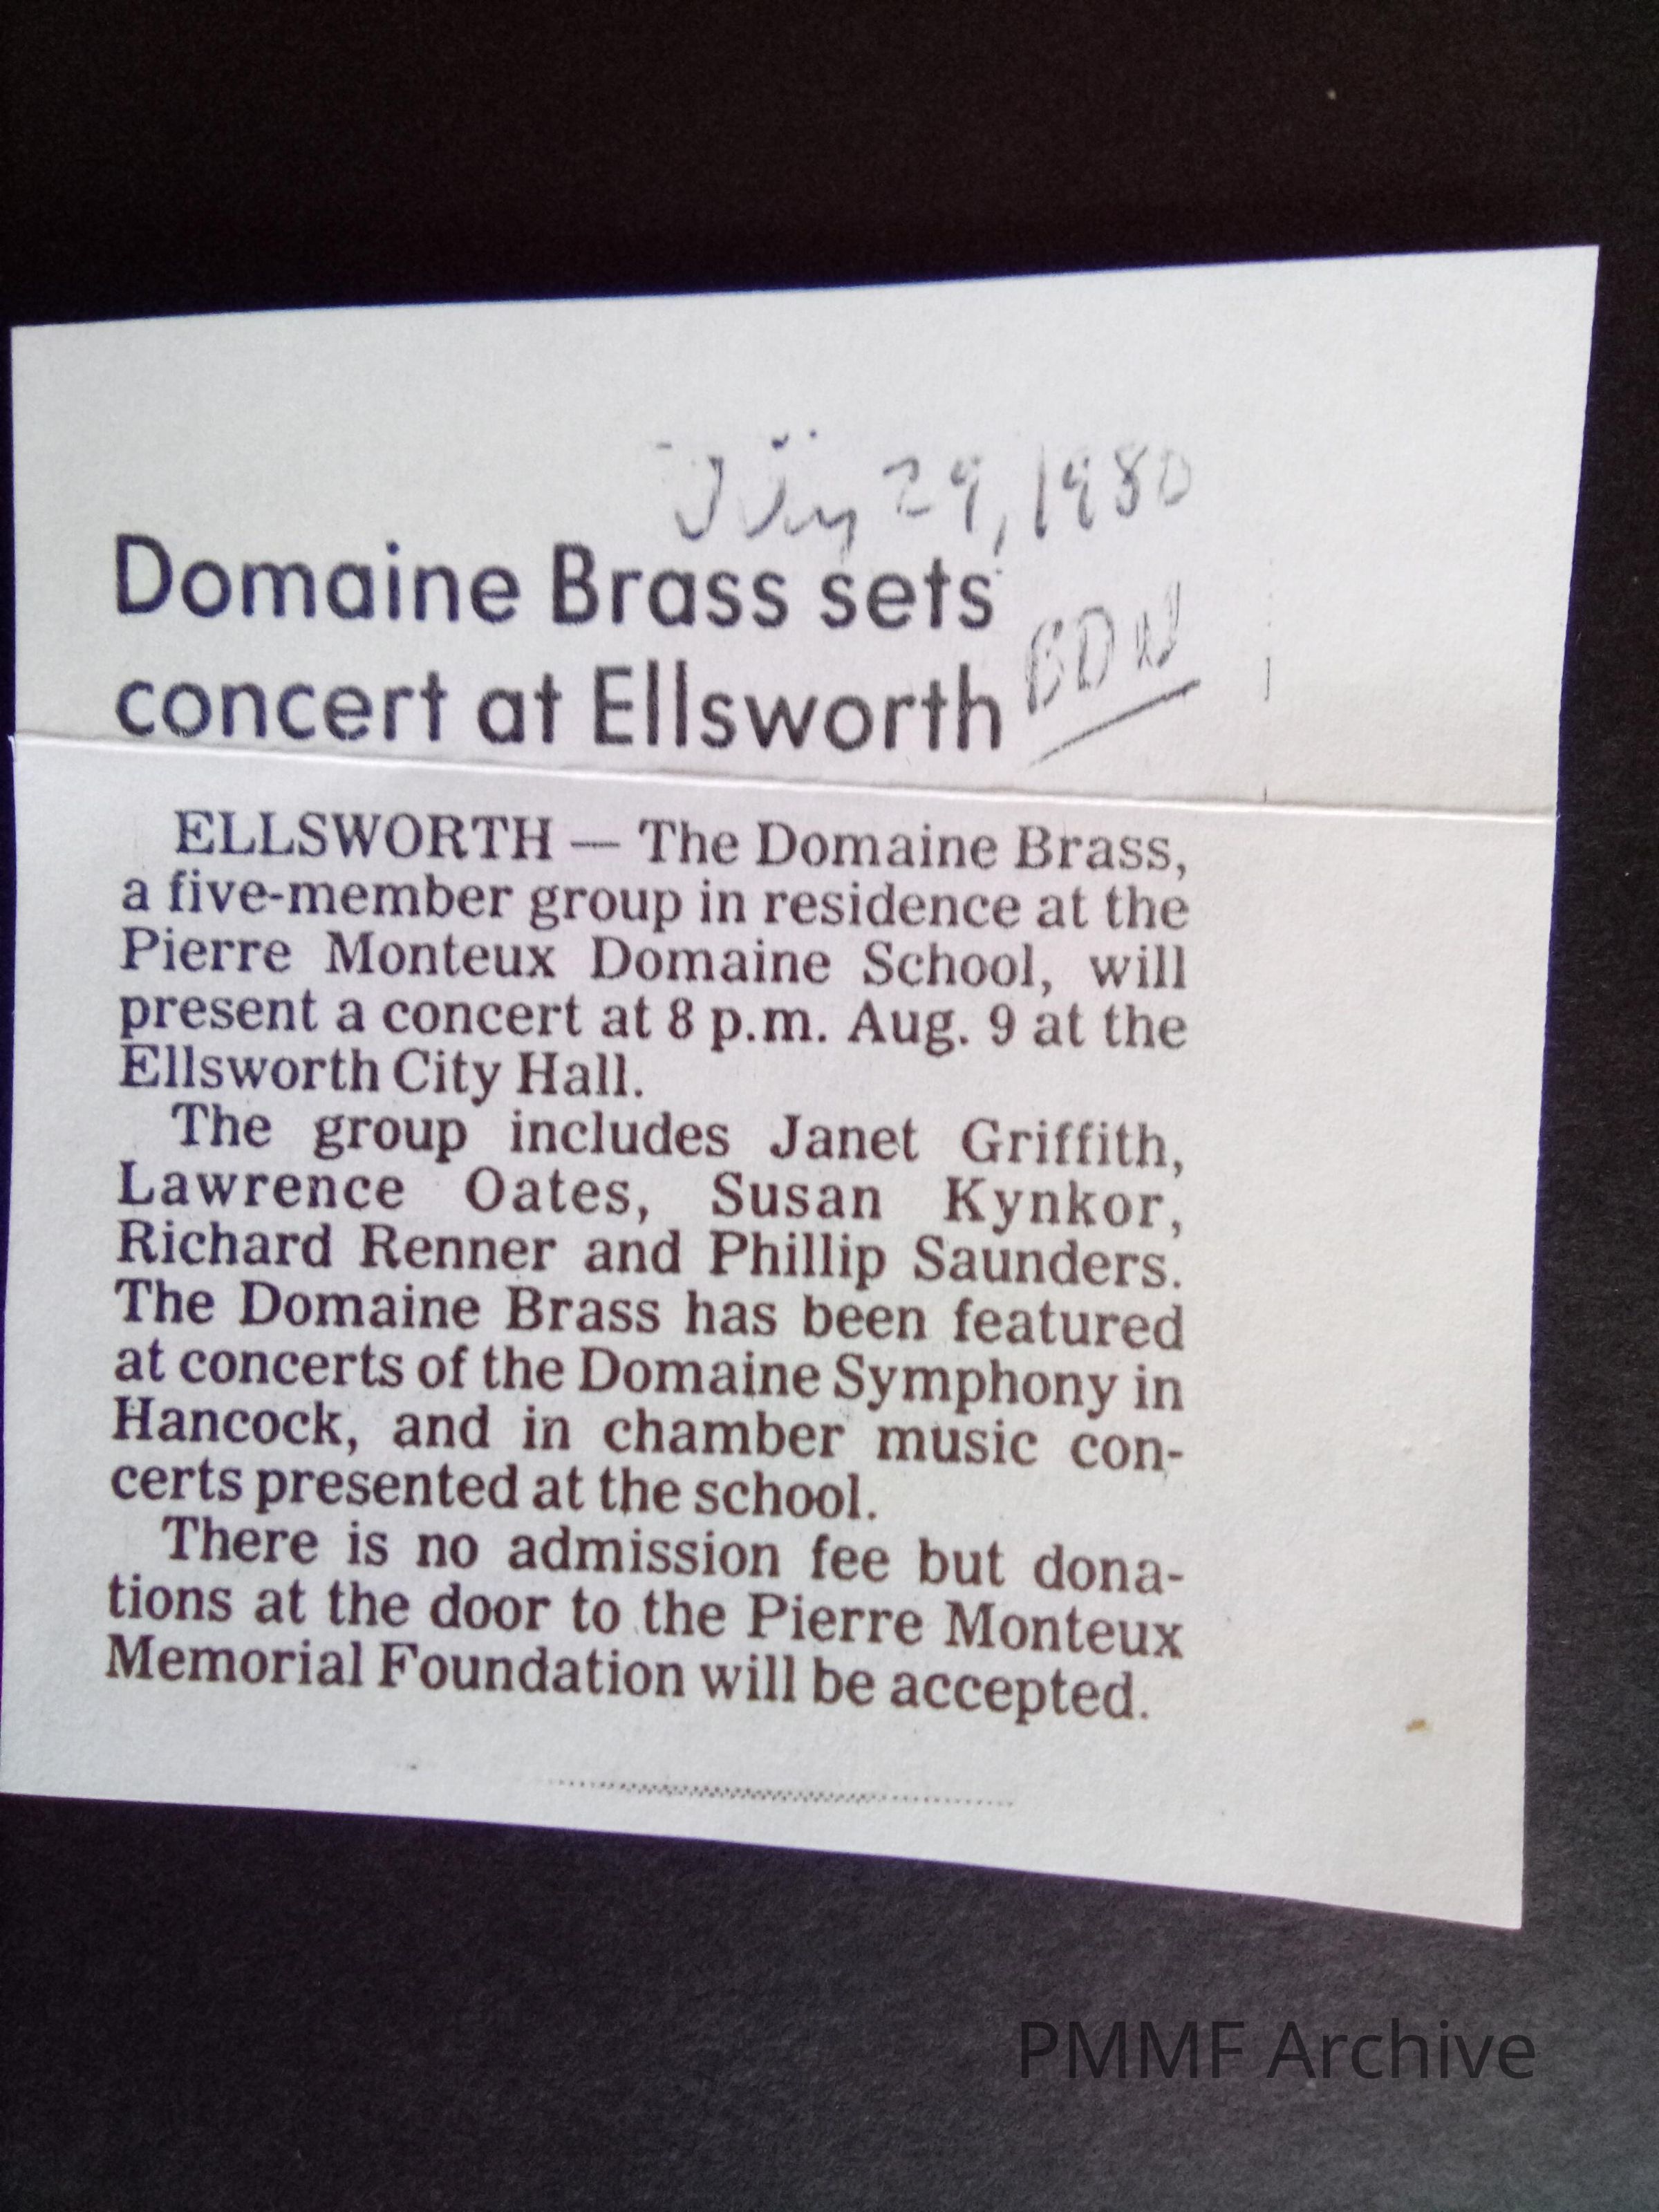 July 29, 1980
Domaine Brass sets
concert at Ellsworth
BDN
ELLSWORTH — The Domaine Brass,
a five-member group in residence at the
Pierre Monteux Domaine School, will
present a concert at 8 p.m. Aug. 9 at the
Ellsworth City Hall.
The group includes Janet Griffith,
Lawrence Oates, Susan Kynkor,
Richard Renner and Phillip Saunders.
The Domaine Brass has been featured
at concerts of the Domaine Symphony in
Hancock, and in chamber music con-
certs presented at the school.
There is no admission fee but dona-
tions at the door to the Pierre Monteux
Memorial Foundation will be accepted.
PMMF Archive